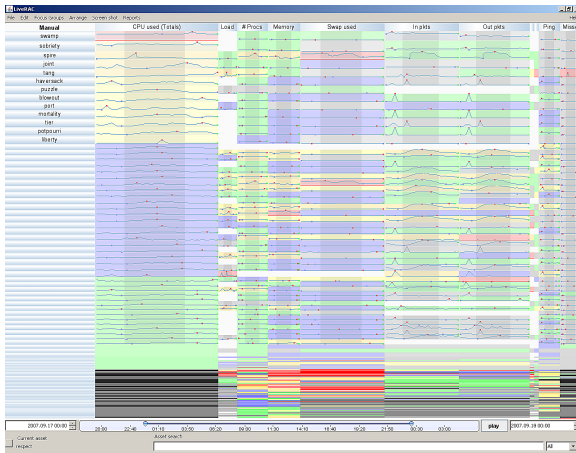 LiveRAC
File Edit Focus Groups Arrange Screen shot Reports
Manual CPU used (Totals) Load # Procs Memory Swap used In pkts Out pkts Ping
swamp
sobriety
spire
joint
tang
haversack
puzzle
blowout
port
mortality
tier
potpourri
liberty
2007.09.17 00:00 20:00 22:40 01:10 03:50 06:20 09:00 11:30 14:10 16:50 19:20 21:50 00:30 03:00 play 2007.09.18 00:00
Current asset Asset search
respect All